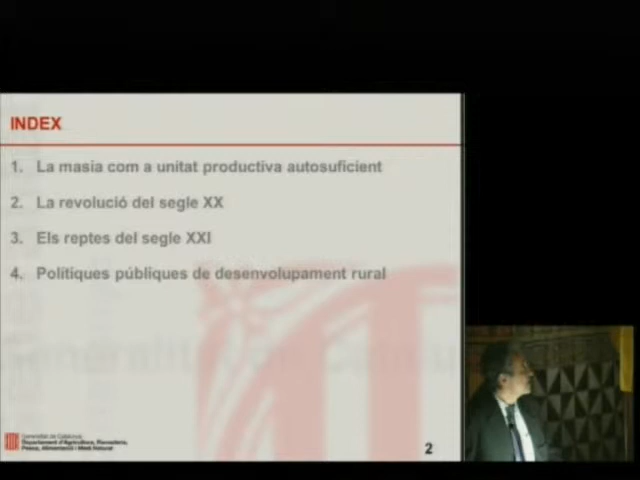 INDEX
1. La masia com a unitat productiva autosuficient
2. La revolució del segle XX
3. Els reptes del segle XXI
4. Polítiques públiques de desenvolupament rural
Generalitat de Catalunya
Departament d'Agricultura, Ramaderia,
Pesca, Alimentació i Medi Natural
2